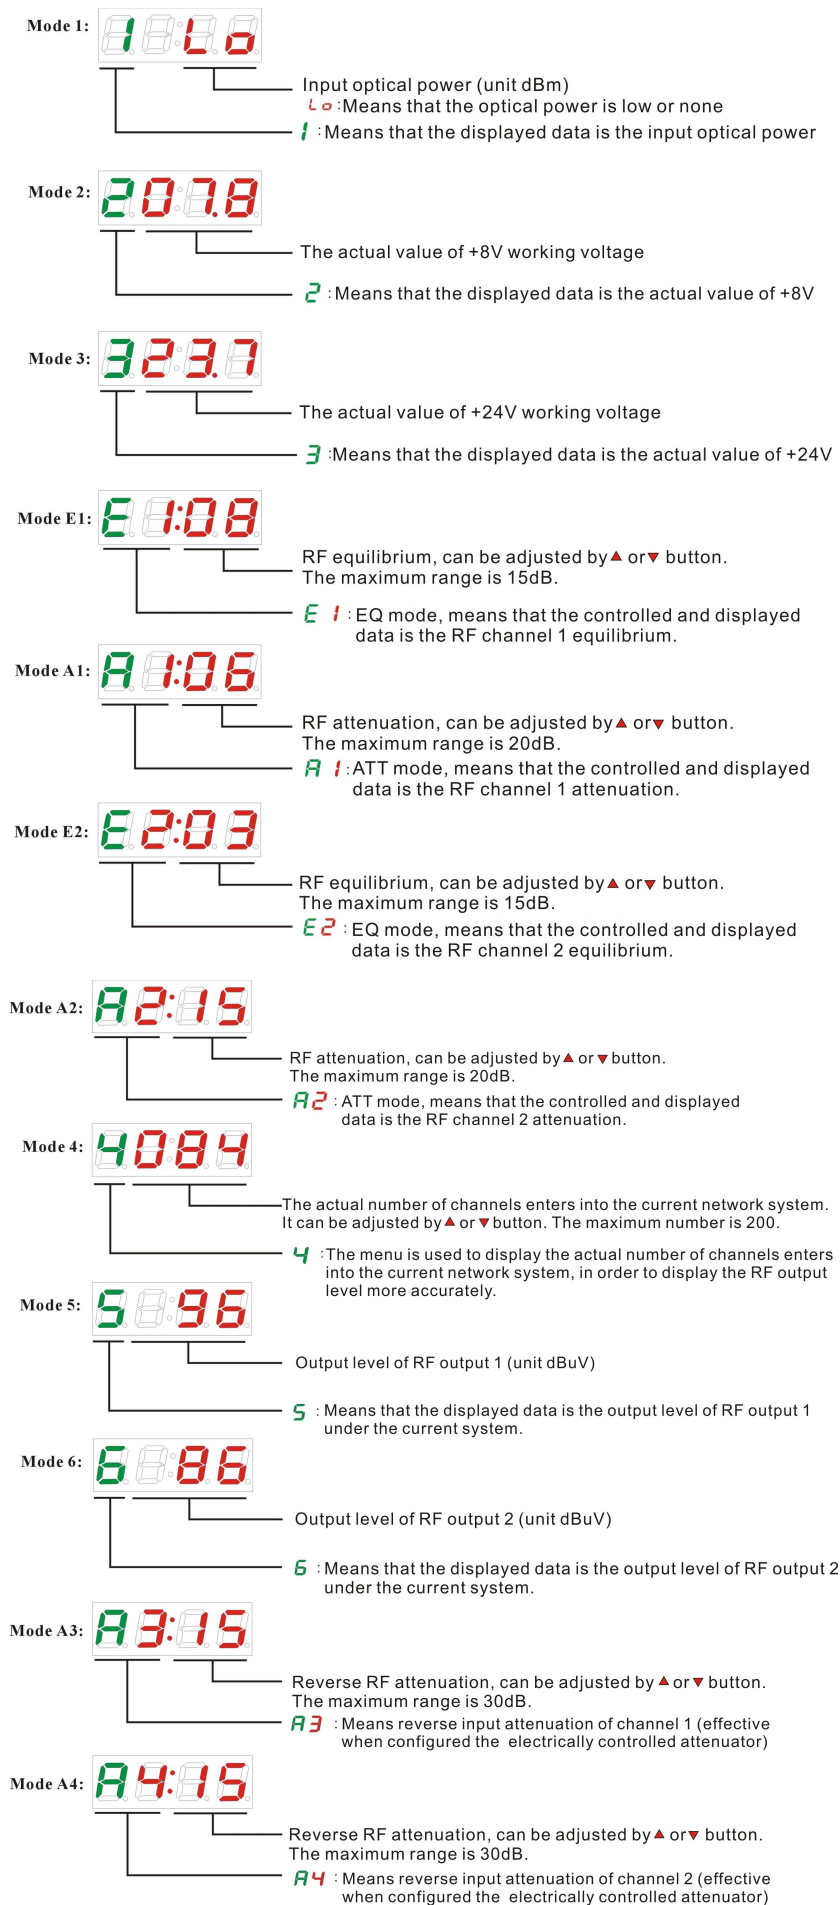 Mode 1: 1 Lo
Input optical power (unit dBm)
Lo :Means that the optical power is low or none
1 :Means that the displayed data is the input optical power
Mode 2: 2 07.8
The actual value of +8V working voltage
2 :Means that the displayed data is the actual value of +8V
Mode 3: 3 23.7
The actual value of +24V working voltage
3 :Means that the displayed data is the actual value of +24V
Mode E1: E 1:08
RF equilibrium, can be adjusted by▲ or▼ button.
The maximum range is 15dB.
E 1 : EQ mode, means that the controlled and displayed
data is the RF channel 1 equilibrium.
Mode A1: A 1:06
RF attenuation, can be adjusted by▲ or▼ button.
The maximum range is 20dB.
A 1 : ATT mode, means that the controlled and displayed
data is the RF channel 1 attenuation.
Mode E2: E2:03
RF equilibrium, can be adjusted by▲ or▼ button.
The maximum range is 15dB.
E2 : EQ mode, means that the controlled and displayed
data is the RF channel 2 equilibrium.
Mode A2: A2:15
RF attenuation, can be adjusted by▲ or ▼button.
The maximum range is 20dB.
A2 : ATT mode, means that the controlled and displayed
data is the RF channel 2 attenuation.
Mode 4: 4084
The actual number of channels enters into the current network system.
It can be adjusted by▲ or ▼button. The maximum number is 200.
4 :The menu is used to display the actual number of channels enters
into the current network system, in order to display the RF output
level more accurately.
Mode 5: 5 96
Output level of RF output 1 (unit dBuV)
5 : Means that the displayed data is the output level of RF output 1
under the current system.
Mode 6: 6 86
Output level of RF output 2 (unit dBuV)
6 : Means that the displayed data is the output level of RF output 2
under the current system.
Mode A3: A3:15
Reverse RF attenuation, can be adjusted by ▲ or ▼ button.
The maximum range is 30dB.
A3 : Means reverse input attenuation of channel 1 (effective
when configured the electrically controlled attenuator)
Mode A4: A4:15
Reverse RF attenuation, can be adjusted by ▲ or▼ button.
The maximum range is 30dB.
A4 : Means reverse input attenuation of channel 2 (effective
when configured the electrically controlled attenuator)